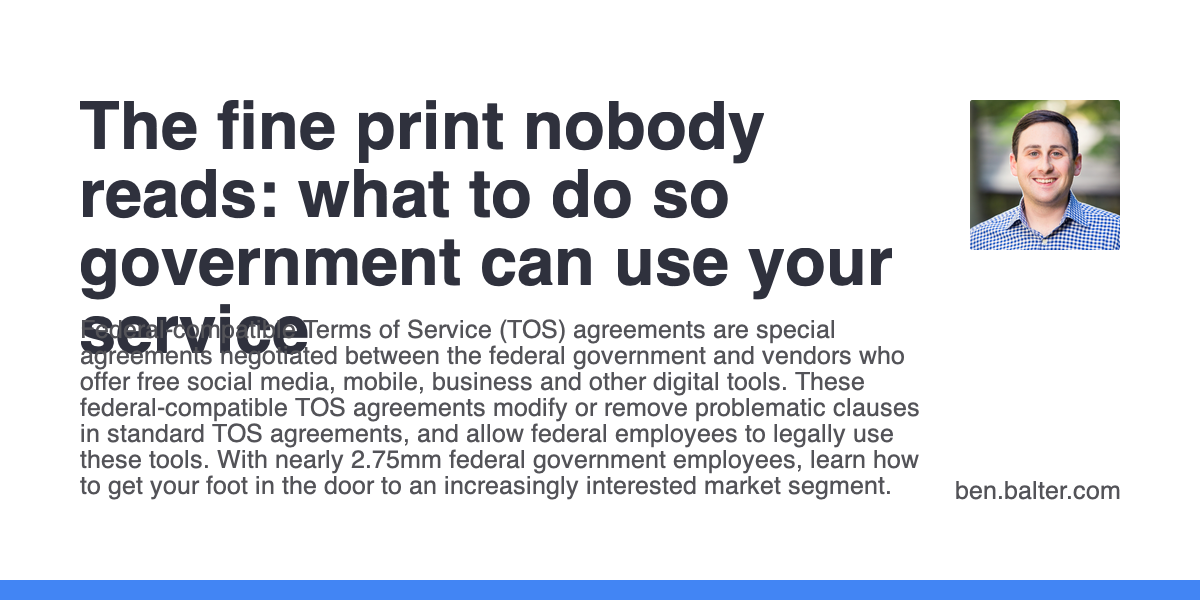 The fine print nobody
reads: what to do so
government can use your
service
Federal-compatible Terms of Service (TOS) agreements are special
agreements negotiated between the federal government and vendors who
offer free social media, mobile, business and other digital tools. These
federal-compatible TOS agreements modify or remove problematic clauses
in standard TOS agreements, and allow federal employees to legally use
these tools. With nearly 2.75mm federal government employees, learn how
to get your foot in the door to an increasingly interested market segment.
ben.balter.com